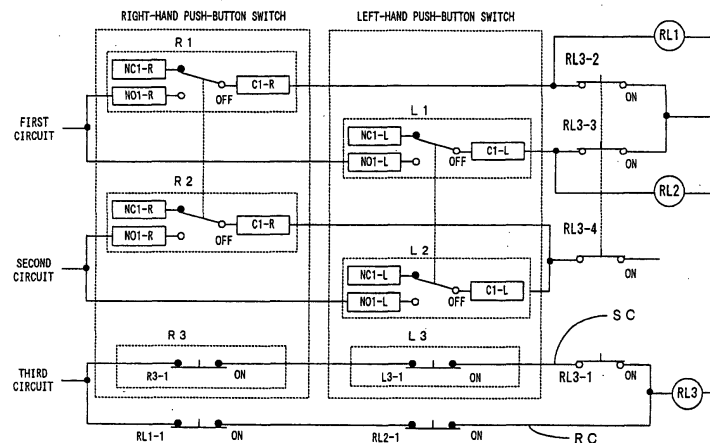 RIGHT-HAND PUSH-BUTTON SWITCH
LEFT-HAND PUSH-BUTTON SWITCH
R 1
NC1-R
NO1-R
C1-R
OFF
RL1
RL3-2
ON
FIRST
CIRCUIT
L 1
NC1-L
NO1-L
C1-L
OFF
RL3-3
ON
RL2
R 2
NC1-R
NO1-R
C1-R
OFF
SECOND
CIRCUIT
L 2
NC1-L
NO1-L
C1-L
OFF
RL3-4
ON
S C
THIRD
CIRCUIT
R 3
R3-1
ON
L 3
L3-1
ON
RL3-1
ON
RL3
RL1-1
ON
RL2-1
ON
R C